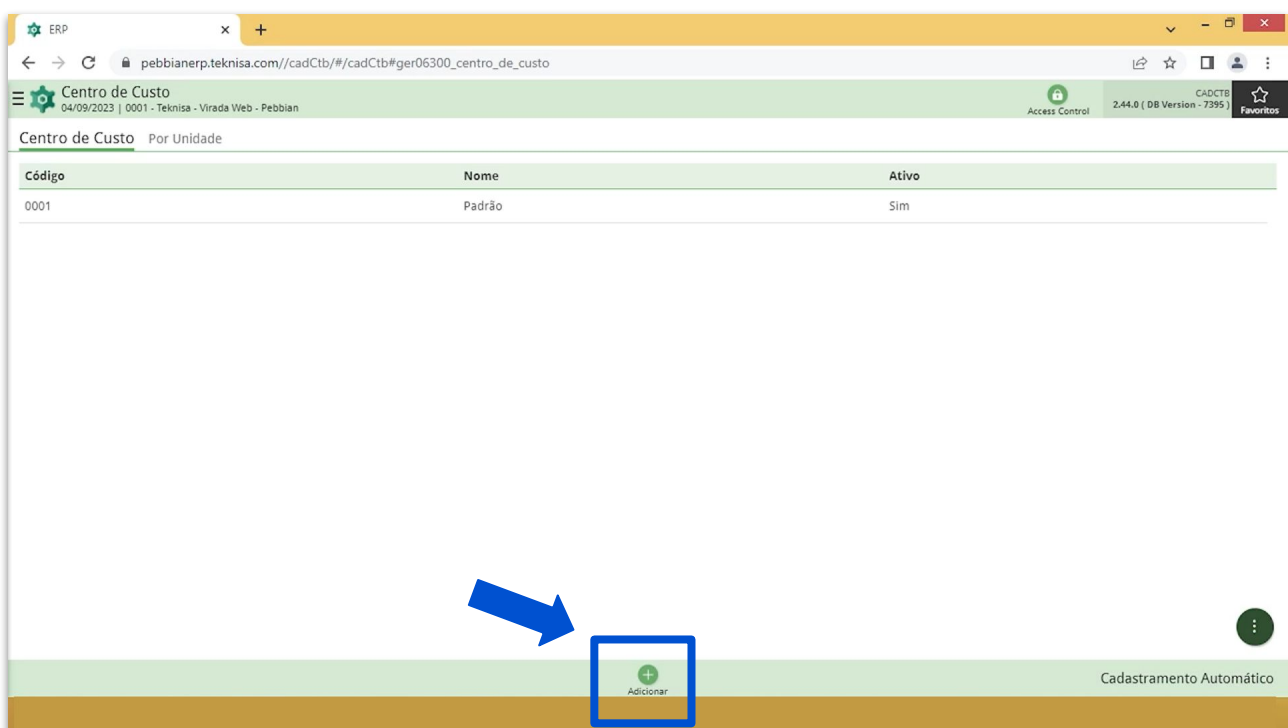 ERP
pebbianerp.teknisa.com//cadCtb/#/cadCtb#ger06300_centro_de_custo
Centro de Custo
04/09/2023 | 0001 - Teknisa - Virada Web - Pebbian
Access Control
CADCTB
2.44.0 ( DB Version - 7395 )
Favoritos
Centro de Custo Por Unidade
Código Nome Ativo
0001 Padrão Sim
Adicionar
Cadastramento Automático